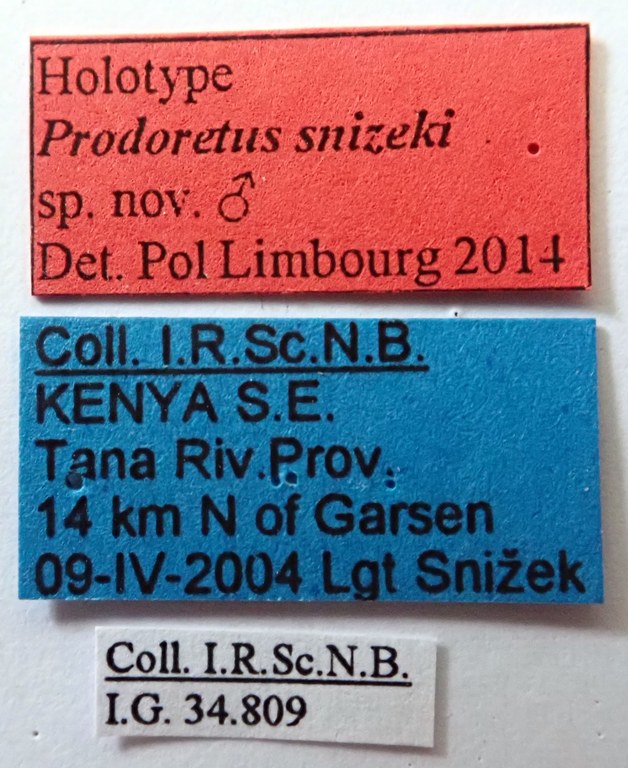 Holotype
Prodoretus snizeki
sp. nov. ♂
Det. Pol Limbourg 2014
Coll. I.R.Sc.N.B.
KENYA S.E.
Tana Riv.Prov.
14 km N of Garsen
09-IV-2004 Lgt Snižek
Coll. I.R.Sc.N.B.
I.G. 34.809